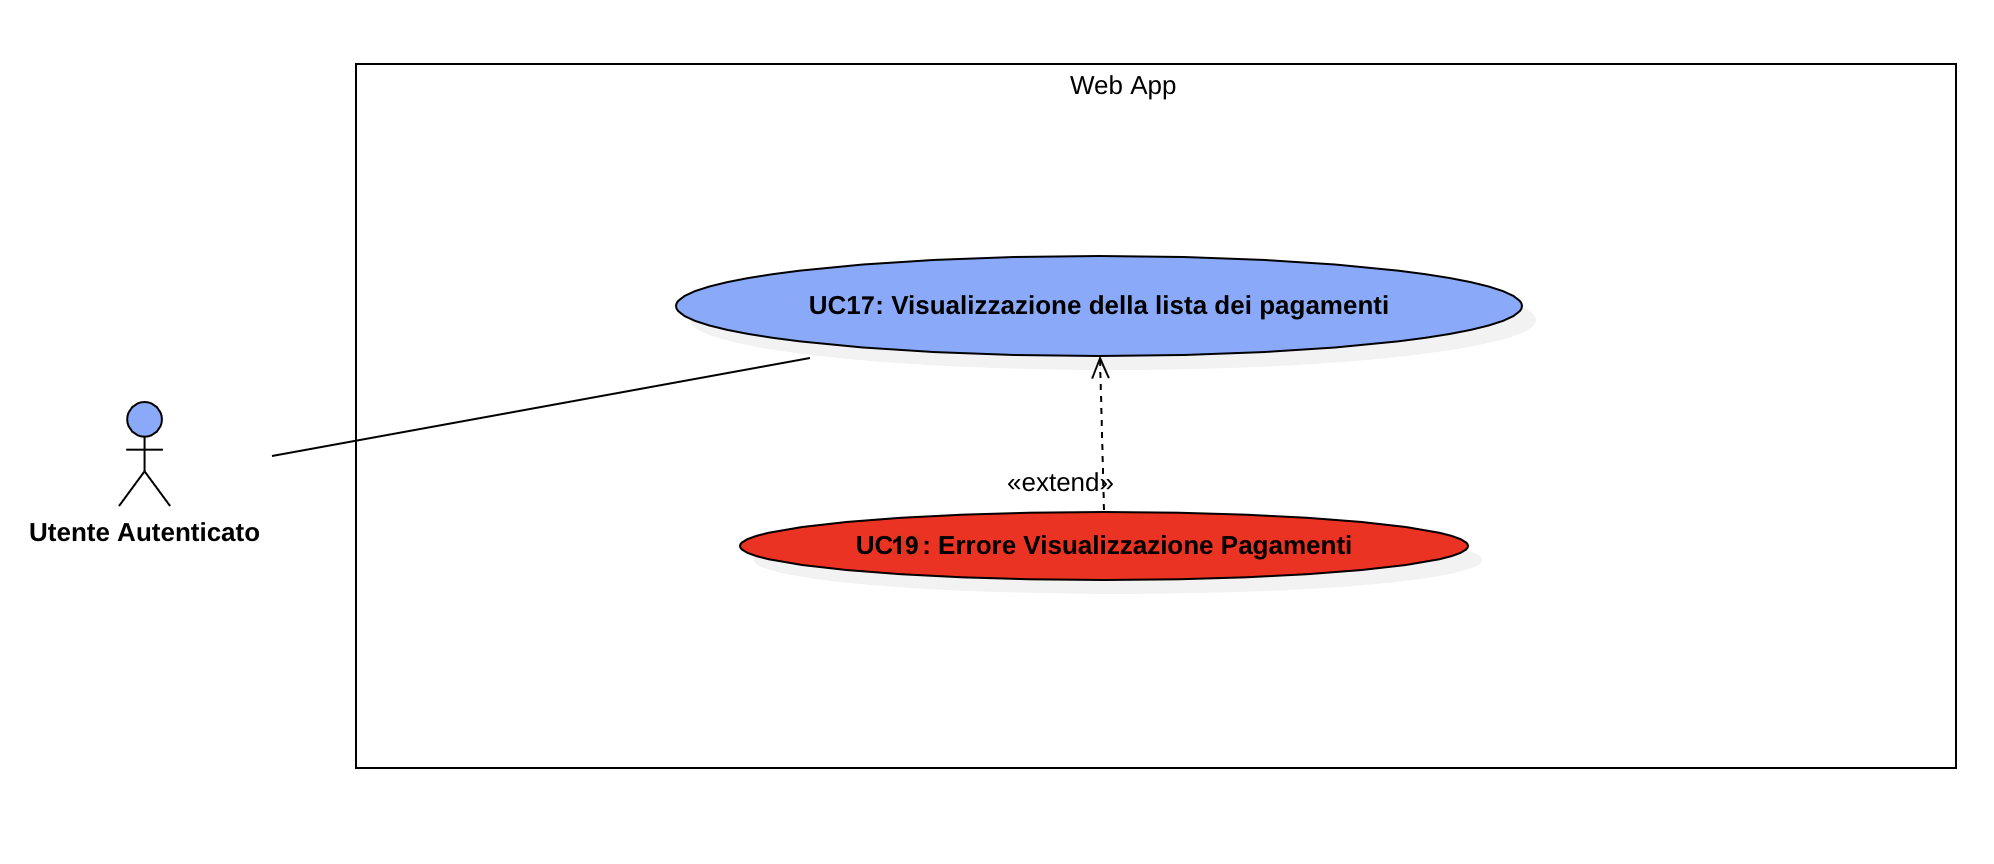 Web App
UC17: Visualizzazione della lista dei pagamenti
«extend»
UC19 : Errore Visualizzazione Pagamenti
Utente Autenticato